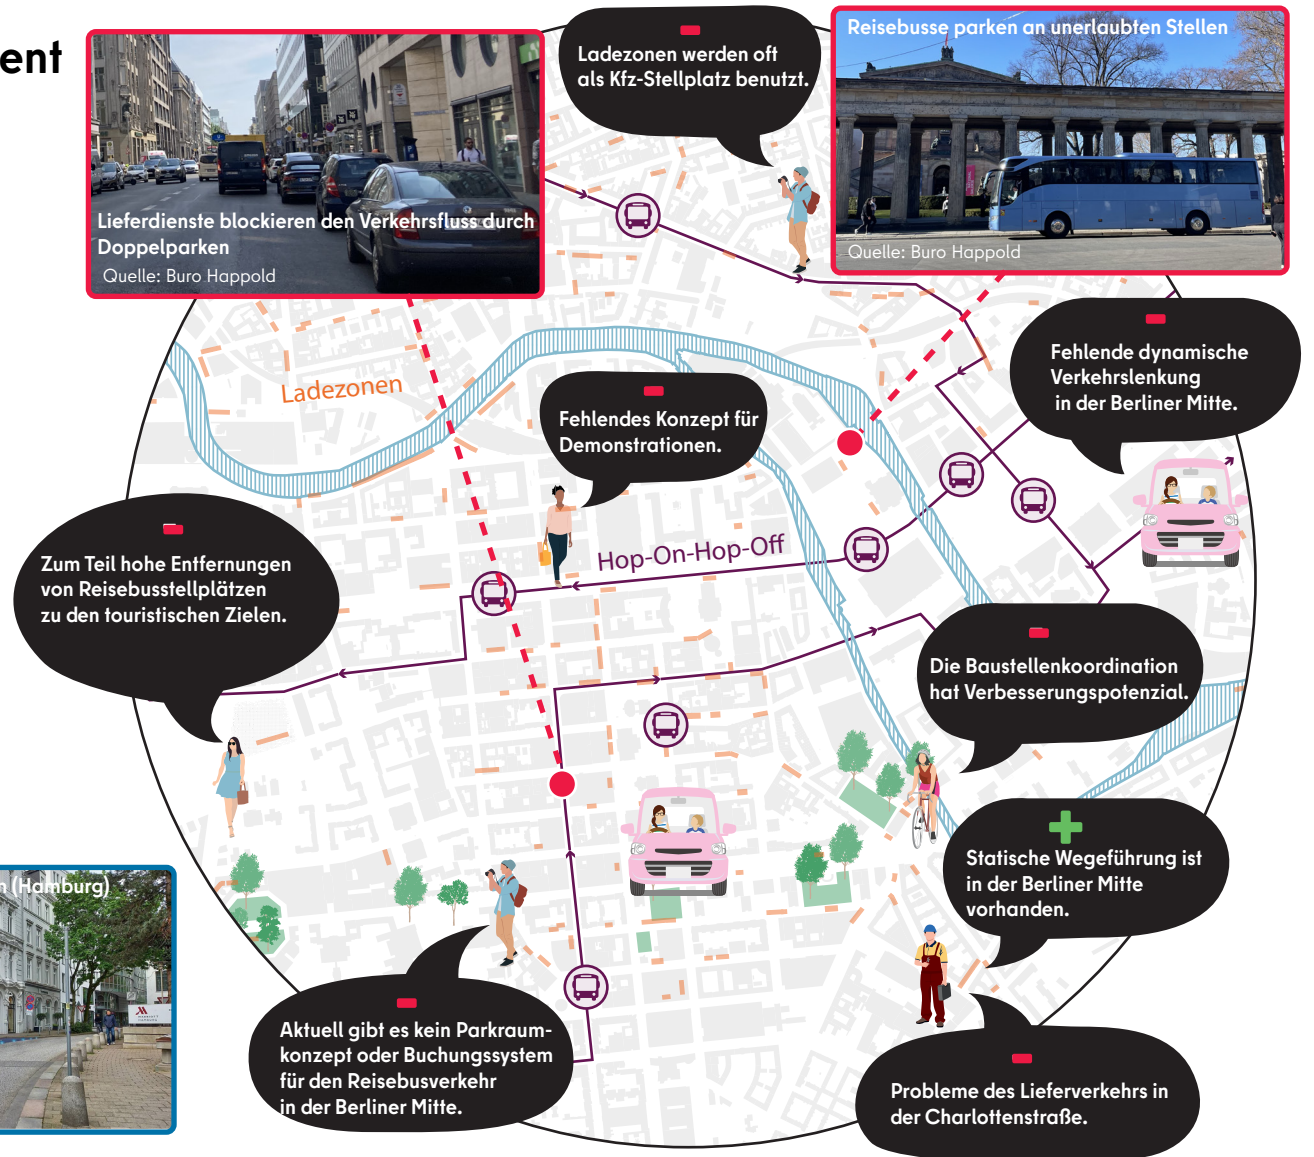 ent
Lieferdienste blockieren den Verkehrsfluss durch
Doppelparken
Quelle: Buro Happold
Ladezonen werden oft
als Kfz-Stellplatz benutzt.
Reisebusse parken an unerlaubten Stellen
Quelle: Buro Happold
Fehlende dynamische
Verkehrslenkung
in der Berliner Mitte.
Ladezonen
Fehlendes Konzept für
Demonstrationen.
Hop-On-Hop-Off
Zum Teil hohe Entfernungen
von Reisebusstellplätzen
zu den touristischen Zielen.
Die Baustellenkoordination
hat Verbesserungspotenzial.
Statische Wegeführung ist
in der Berliner Mitte
vorhanden.
n (Hamburg)
Aktuell gibt es kein Parkraum-
konzept oder Buchungssystem
für den Reisebusverkehr
in der Berliner Mitte.
Probleme des Lieferverkehrs in
der Charlottenstraße.